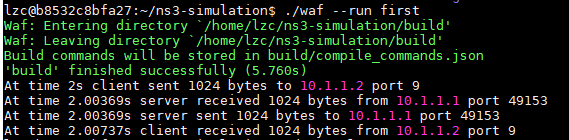 lzc@b8532c8bfa27:~/ns3-simulation$ ./waf --run first
Waf: Entering directory `/home/lzc/ns3-simulation/build'
Waf: Leaving directory `/home/lzc/ns3-simulation/build'
Build commands will be stored in build/compile_commands.json
'build' finished successfully (5.760s)
At time 2s client sent 1024 bytes to 10.1.1.2 port 9
At time 2.00369s server received 1024 bytes from 10.1.1.1 port 49153
At time 2.00369s server sent 1024 bytes to 10.1.1.1 port 49153
At time 2.00737s client received 1024 bytes from 10.1.1.2 port 9